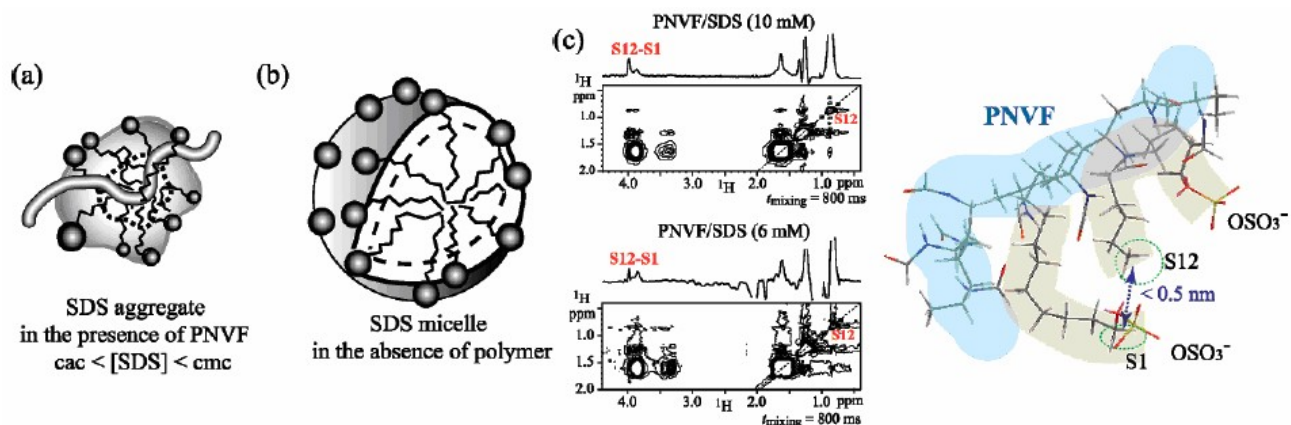 (a)
SDS aggregate
in the presence of PNVF
cac < [SDS] < cmc
(b)
SDS micelle
in the absence of polymer
(c)
PNVF/SDS (10 mM)
S12-S1
¹H
ppm
1.0
1.5
2.0
S12
4.0 3.0 2.0 1.0 ppm
¹H
tmixing = 800 ms
PNVF/SDS (6 mM)
S12-S1
¹H
ppm
1.0
1.5
2.0
S12
4.0 3.0 2.0 1.0 ppm
¹H
tmixing = 800 ms
PNVF
OSO₃⁻
S12
< 0.5 nm
OSO₃⁻
S1